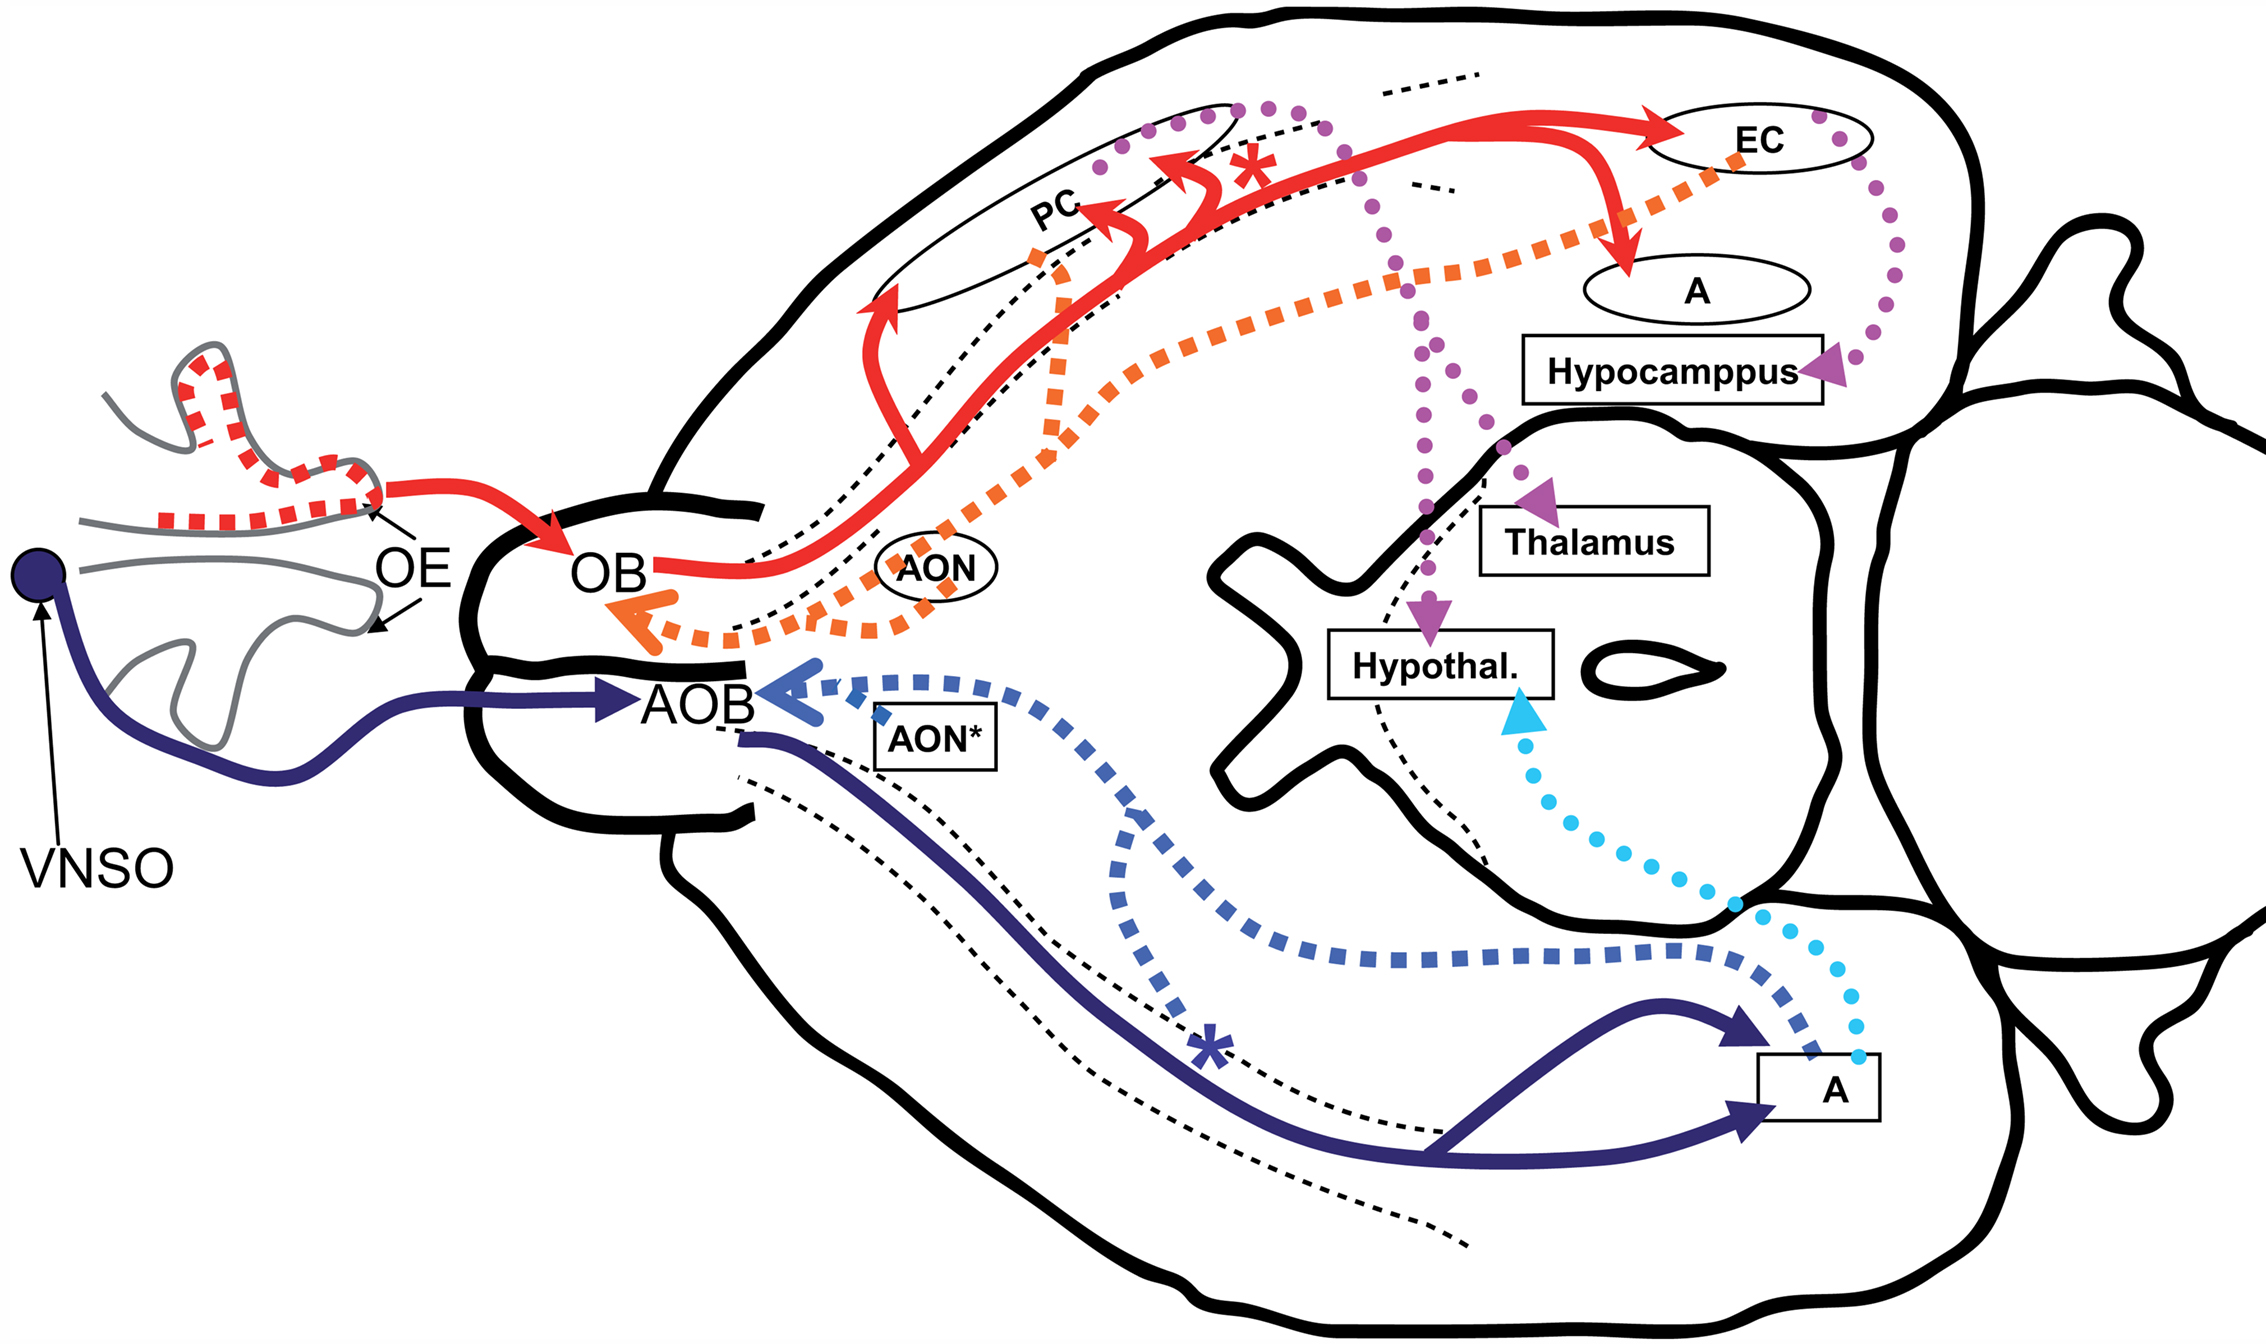 EC
PC
A
Hypocamppus
Thalamus
OE
OB
AON
Hypothal.
AOB
AON*
VNSO
A